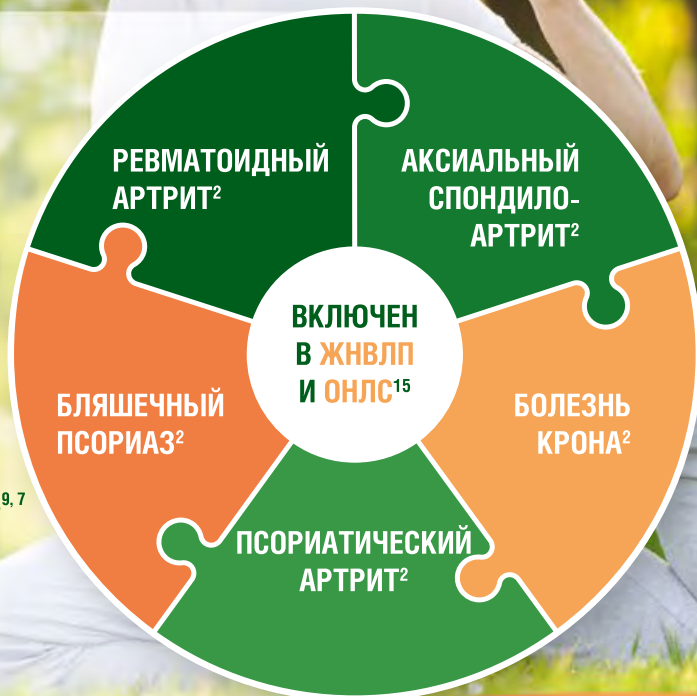 РЕВМАТОИДНЫЙ
АРТРИТ²
АКСИАЛЬНЫЙ
СПОНДИЛО-
АРТРИТ²
ВКЛЮЧЕН
В ЖНВЛП
И ОНЛС¹⁵
БЛЯШЕЧНЫЙ
ПСОРИАЗ²
БОЛЕЗНЬ
КРОНА²
9, 7
ПСОРИАТИЧЕСКИЙ
АРТРИТ²